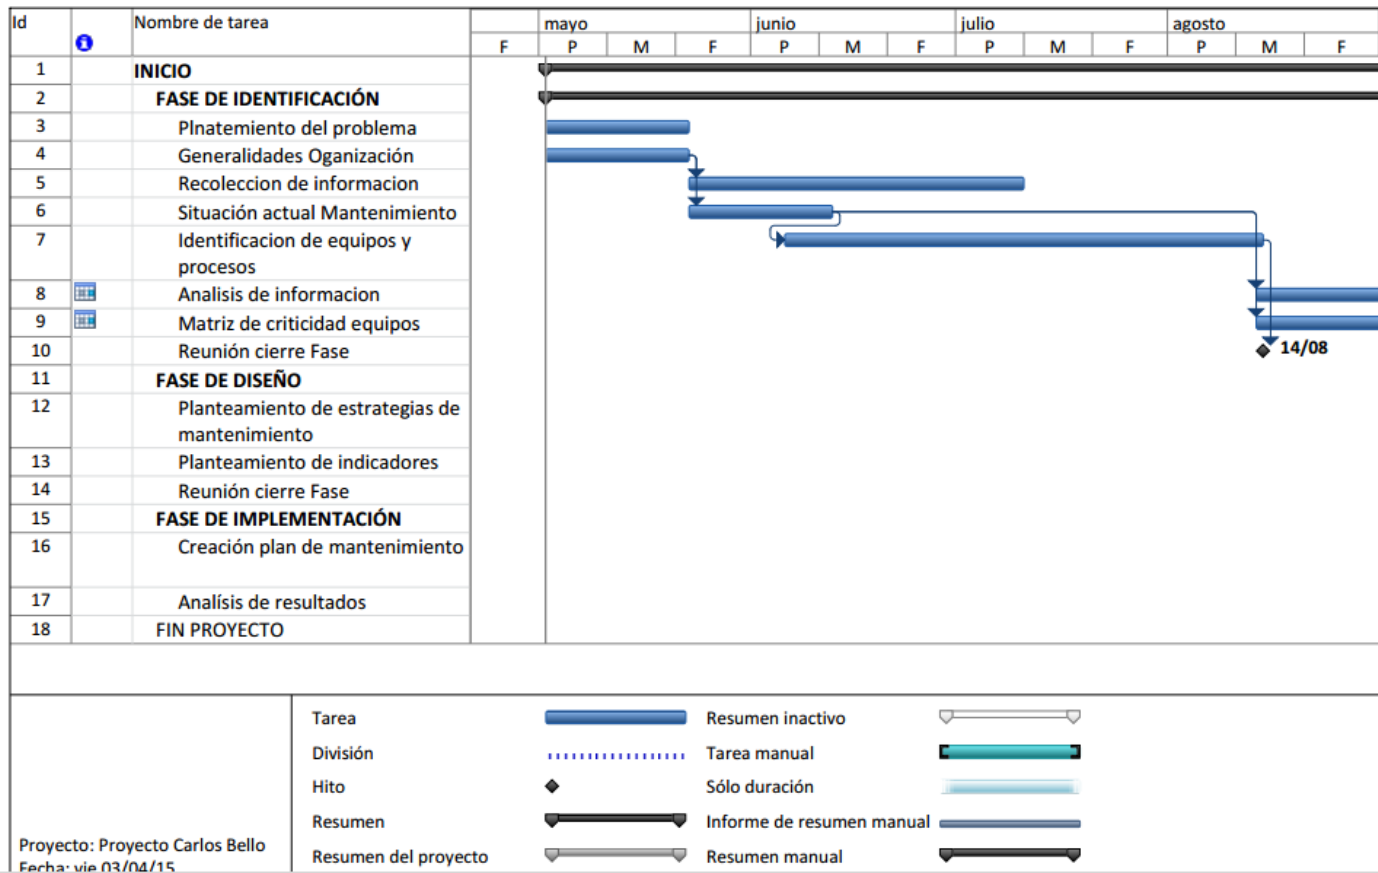 Id Nombre de tarea mayo junio julio agosto
F P M F P M F P M F P M F
1 INICIO
2 FASE DE IDENTIFICACIÓN
3 Plnatemiento del problema
4 Generalidades Oganización
5 Recoleccion de informacion
6 Situación actual Mantenimiento
7 Identificacion de equipos y
procesos
8 Analisis de informacion
9 Matriz de criticidad equipos
10 Reunión cierre Fase 14/08
11 FASE DE DISEÑO
12 Planteamiento de estrategias de
mantenimiento
13 Planteamiento de indicadores
14 Reunión cierre Fase
15 FASE DE IMPLEMENTACIÓN
16 Creación plan de mantenimiento
17 Analísis de resultados
18 FIN PROYECTO
Proyecto: Proyecto Carlos Bello
Fecha: vie 03/04/15
Tarea Resumen inactivo
División Tarea manual
Hito Sólo duración
Resumen Informe de resumen manual
Resumen del proyecto Resumen manual